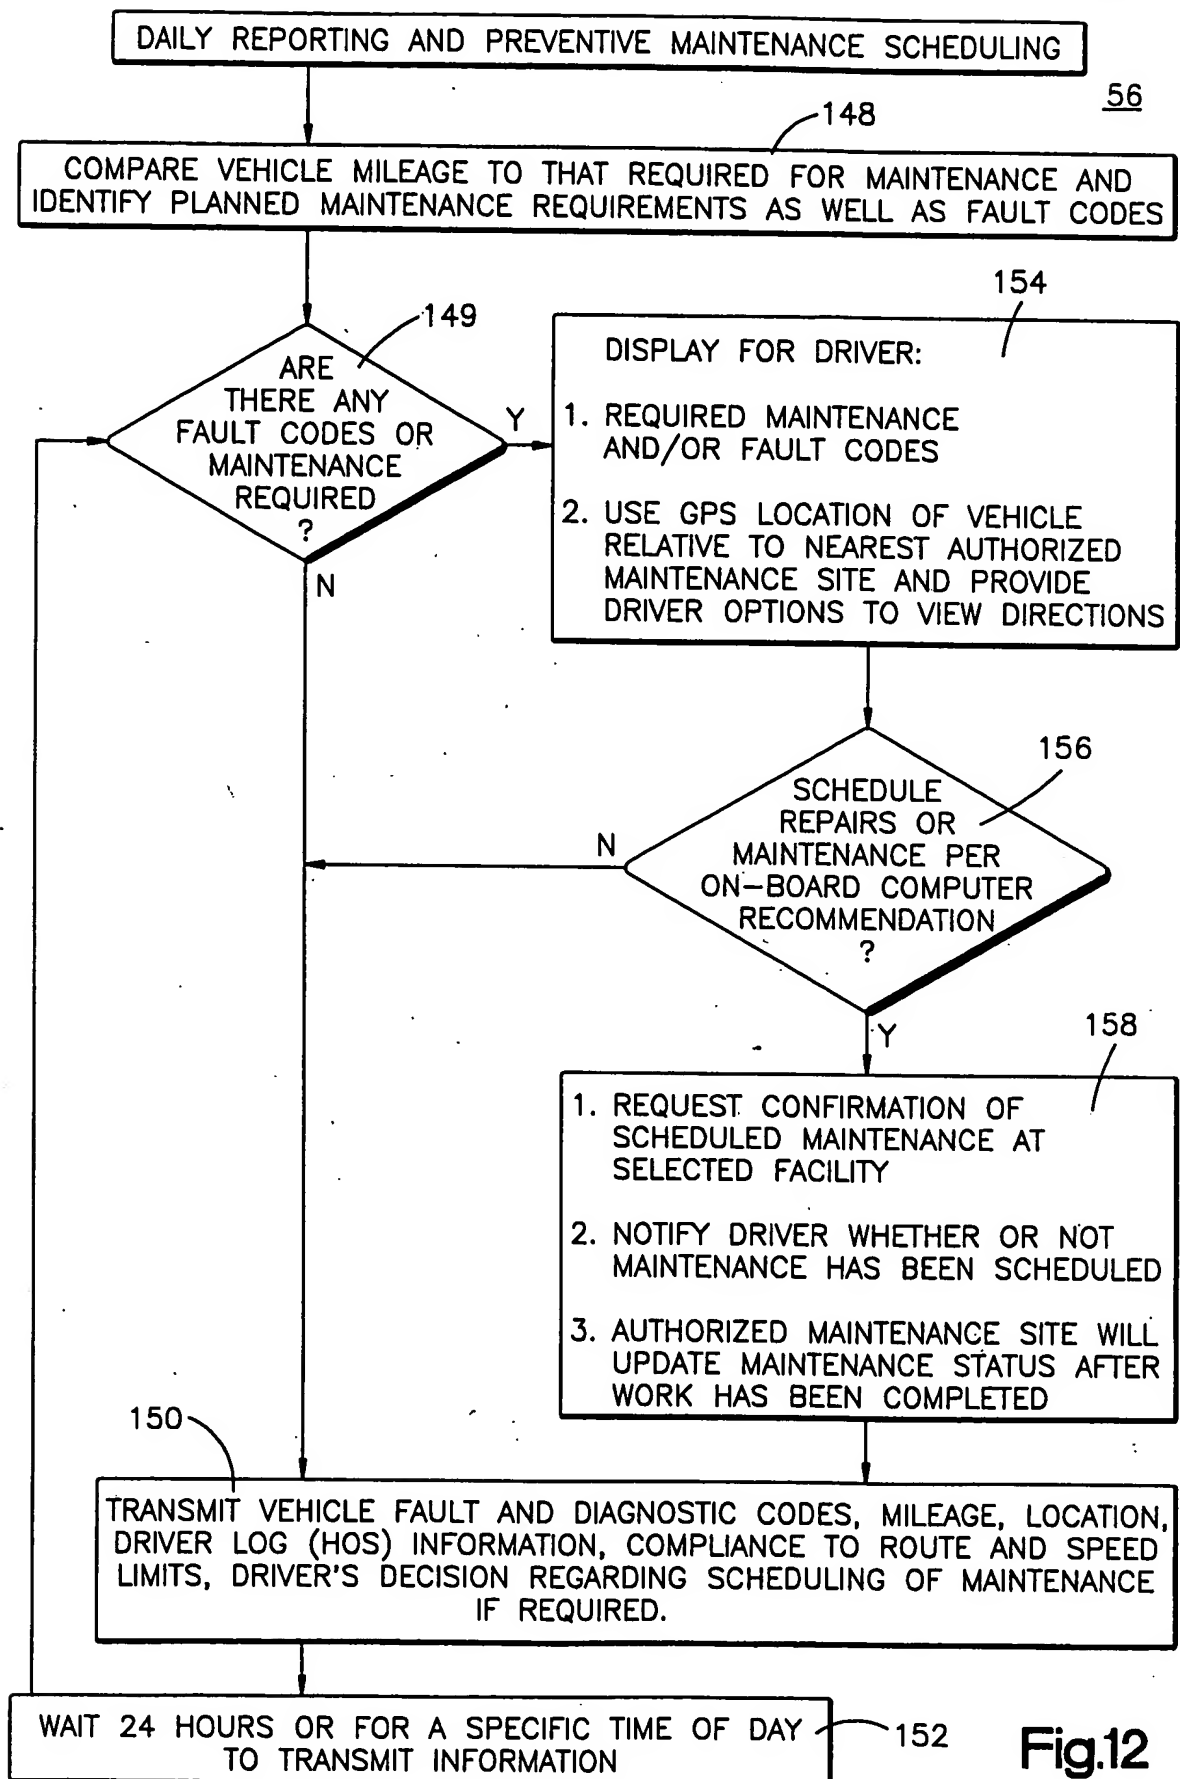 DAILY REPORTING AND PREVENTIVE MAINTENANCE SCHEDULING
56
148
COMPARE VEHICLE MILEAGE TO THAT REQUIRED FOR MAINTENANCE AND
IDENTIFY PLANNED MAINTENANCE REQUIREMENTS AS WELL AS FAULT CODES
149
ARE
THERE ANY
FAULT CODES OR
MAINTENANCE
REQUIRED
?
Y
N
154
DISPLAY FOR DRIVER:
1. REQUIRED MAINTENANCE
AND/OR FAULT CODES
2. USE GPS LOCATION OF VEHICLE
RELATIVE TO NEAREST AUTHORIZED
MAINTENANCE SITE AND PROVIDE
DRIVER OPTIONS TO VIEW DIRECTIONS
156
SCHEDULE
REPAIRS OR
MAINTENANCE PER
ON-BOARD COMPUTER
RECOMMENDATION
?
N
Y
158
1. REQUEST CONFIRMATION OF
SCHEDULED MAINTENANCE AT
SELECTED FACILITY
2. NOTIFY DRIVER WHETHER OR NOT
MAINTENANCE HAS BEEN SCHEDULED
3. AUTHORIZED MAINTENANCE SITE WILL
UPDATE MAINTENANCE STATUS AFTER
WORK HAS BEEN COMPLETED
150
TRANSMIT VEHICLE FAULT AND DIAGNOSTIC CODES, MILEAGE, LOCATION,
DRIVER LOG (HOS) INFORMATION, COMPLIANCE TO ROUTE AND SPEED
LIMITS, DRIVER'S DECISION REGARDING SCHEDULING OF MAINTENANCE
IF REQUIRED.
WAIT 24 HOURS OR FOR A SPECIFIC TIME OF DAY
TO TRANSMIT INFORMATION
152
Fig.12